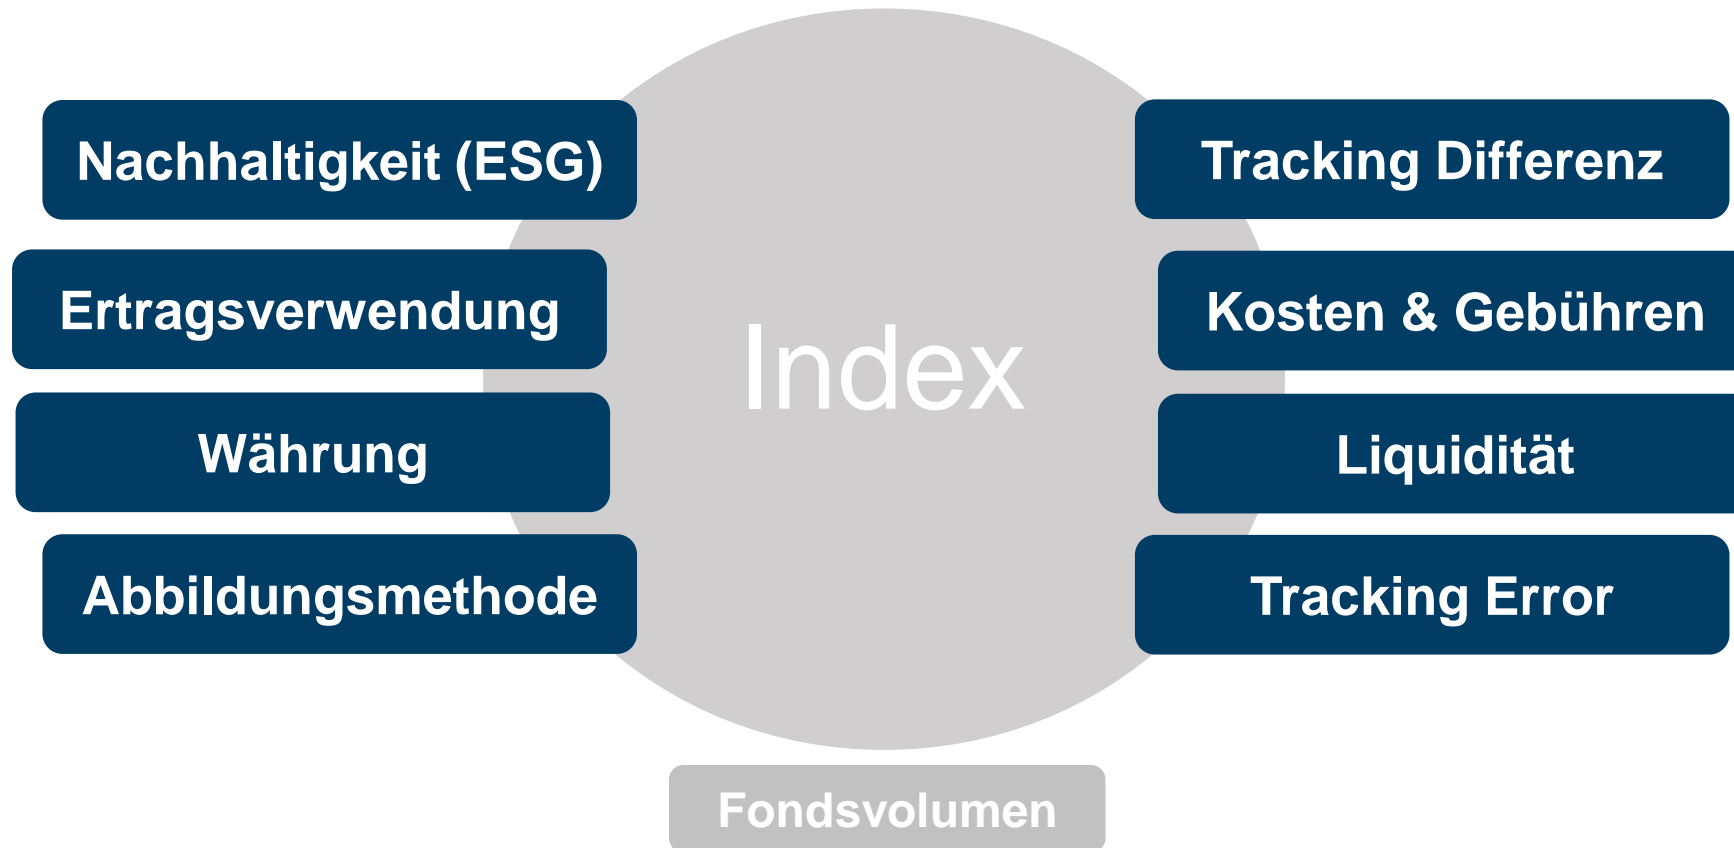 Nachhaltigkeit (ESG)
Ertragsverwendung
Währung
Abbildungsmethode
Index
Tracking Differenz
Kosten & Gebühren
Liquidität
Tracking Error
Fondsvolumen